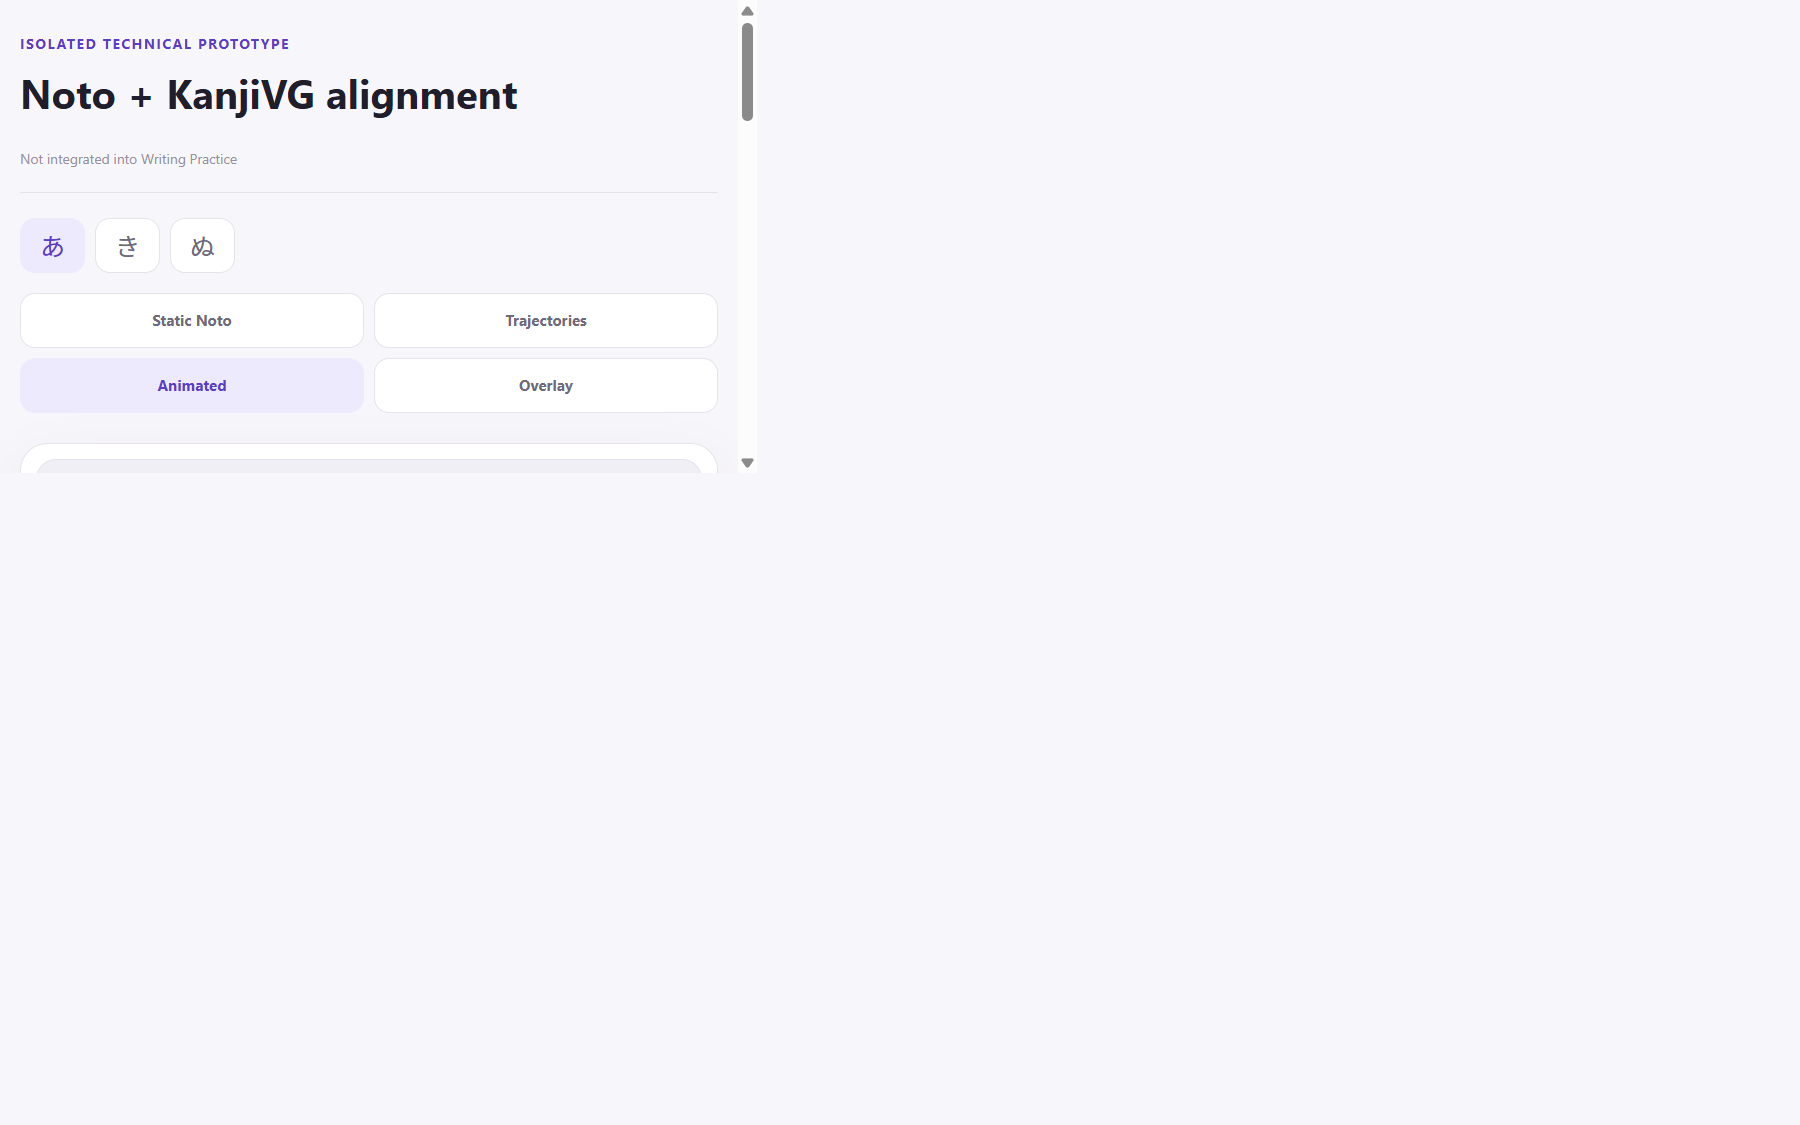 ISOLATED TECHNICAL PROTOTYPE
Noto + KanjiVG alignment
Not integrated into Writing Practice
あ き ぬ
Static Noto Trajectories
Animated Overlay